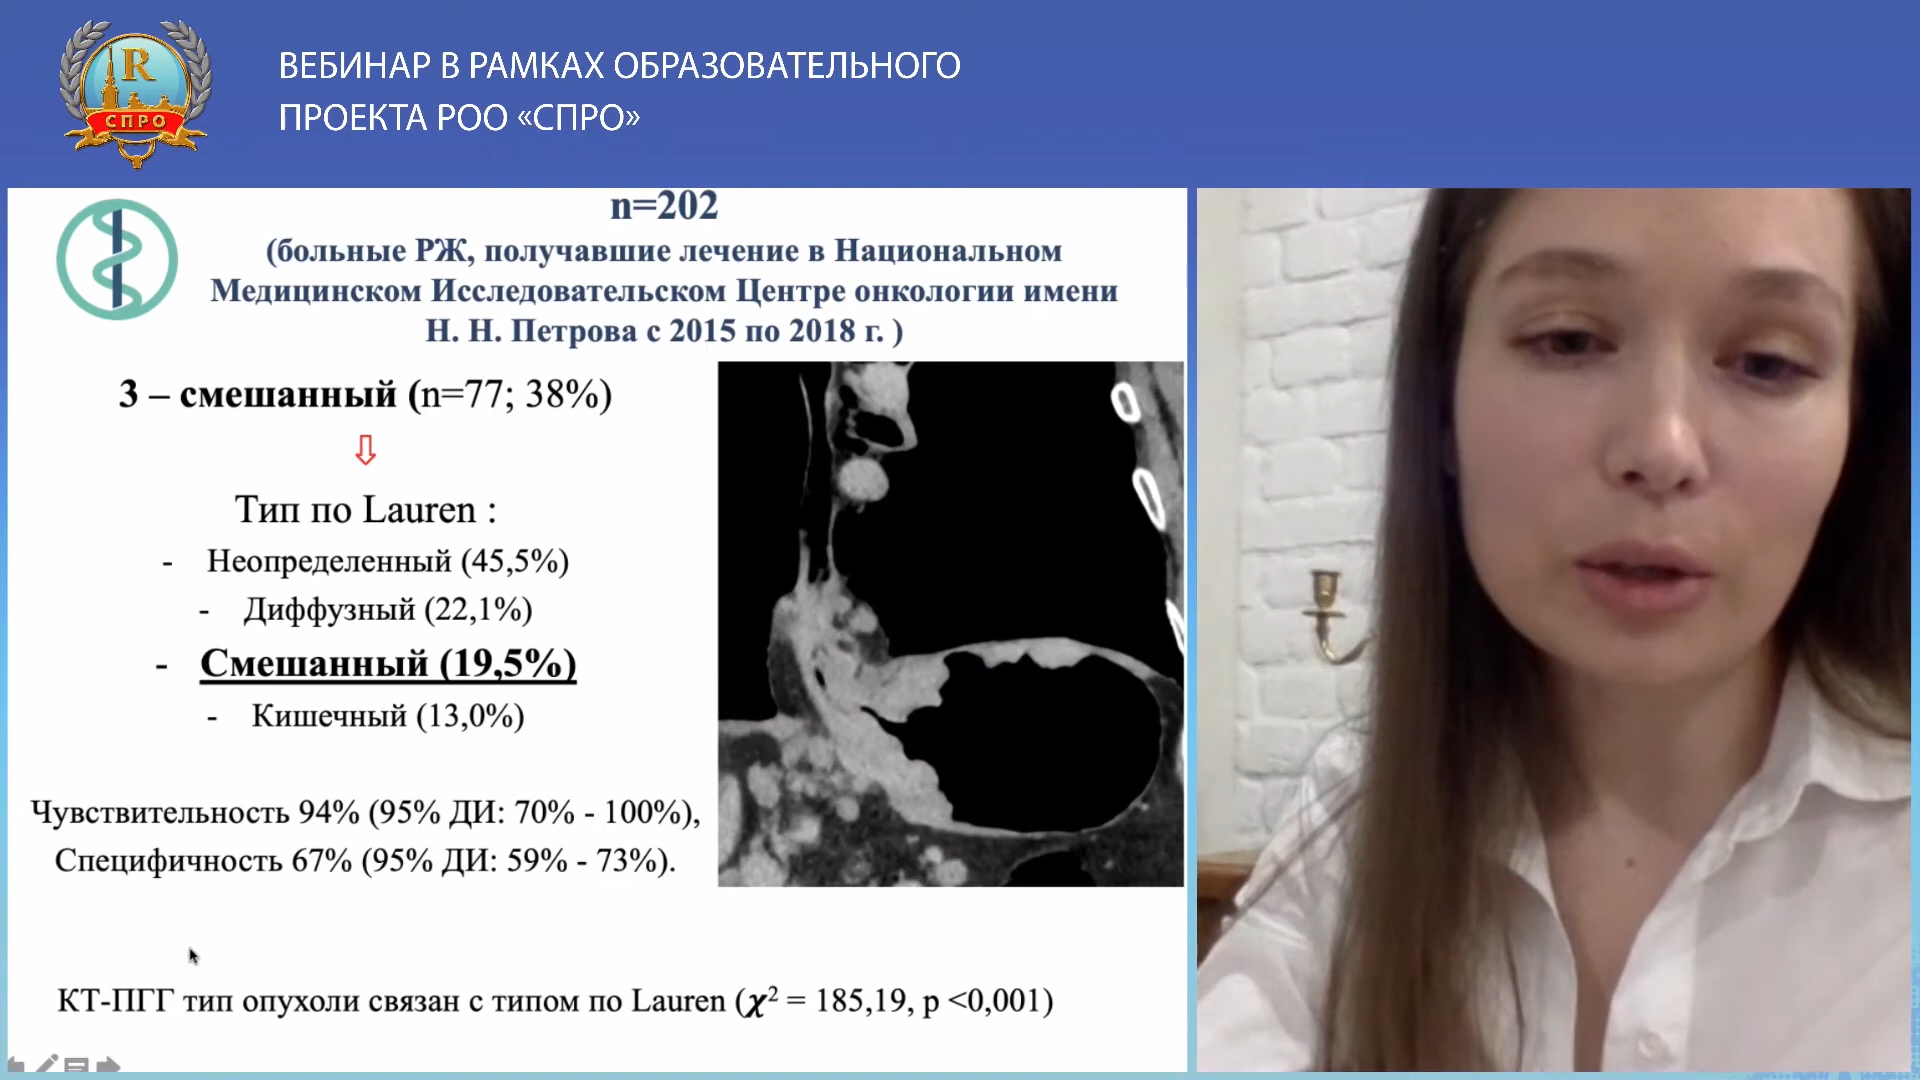 R
СПРО
ВЕБИНАР В РАМКАХ ОБРАЗОВАТЕЛЬНОГО
ПРОЕКТА РОО «СПРО»
n=202
(больные РЖ, получавшие лечение в Национальном
Медицинском Исследовательском Центре онкологии имени
Н. Н. Петрова с 2015 по 2018 г. )
3 – смешанный (n=77; 38%)
Тип по Lauren :
- Неопределенный (45,5%)
- Диффузный (22,1%)
- Смешанный (19,5%)
- Кишечный (13,0%)
Чувствительность 94% (95% ДИ: 70% - 100%),
Специфичность 67% (95% ДИ: 59% - 73%).
КТ-ПГГ тип опухоли связан с типом по Lauren (χ² = 185,19, p <0,001)